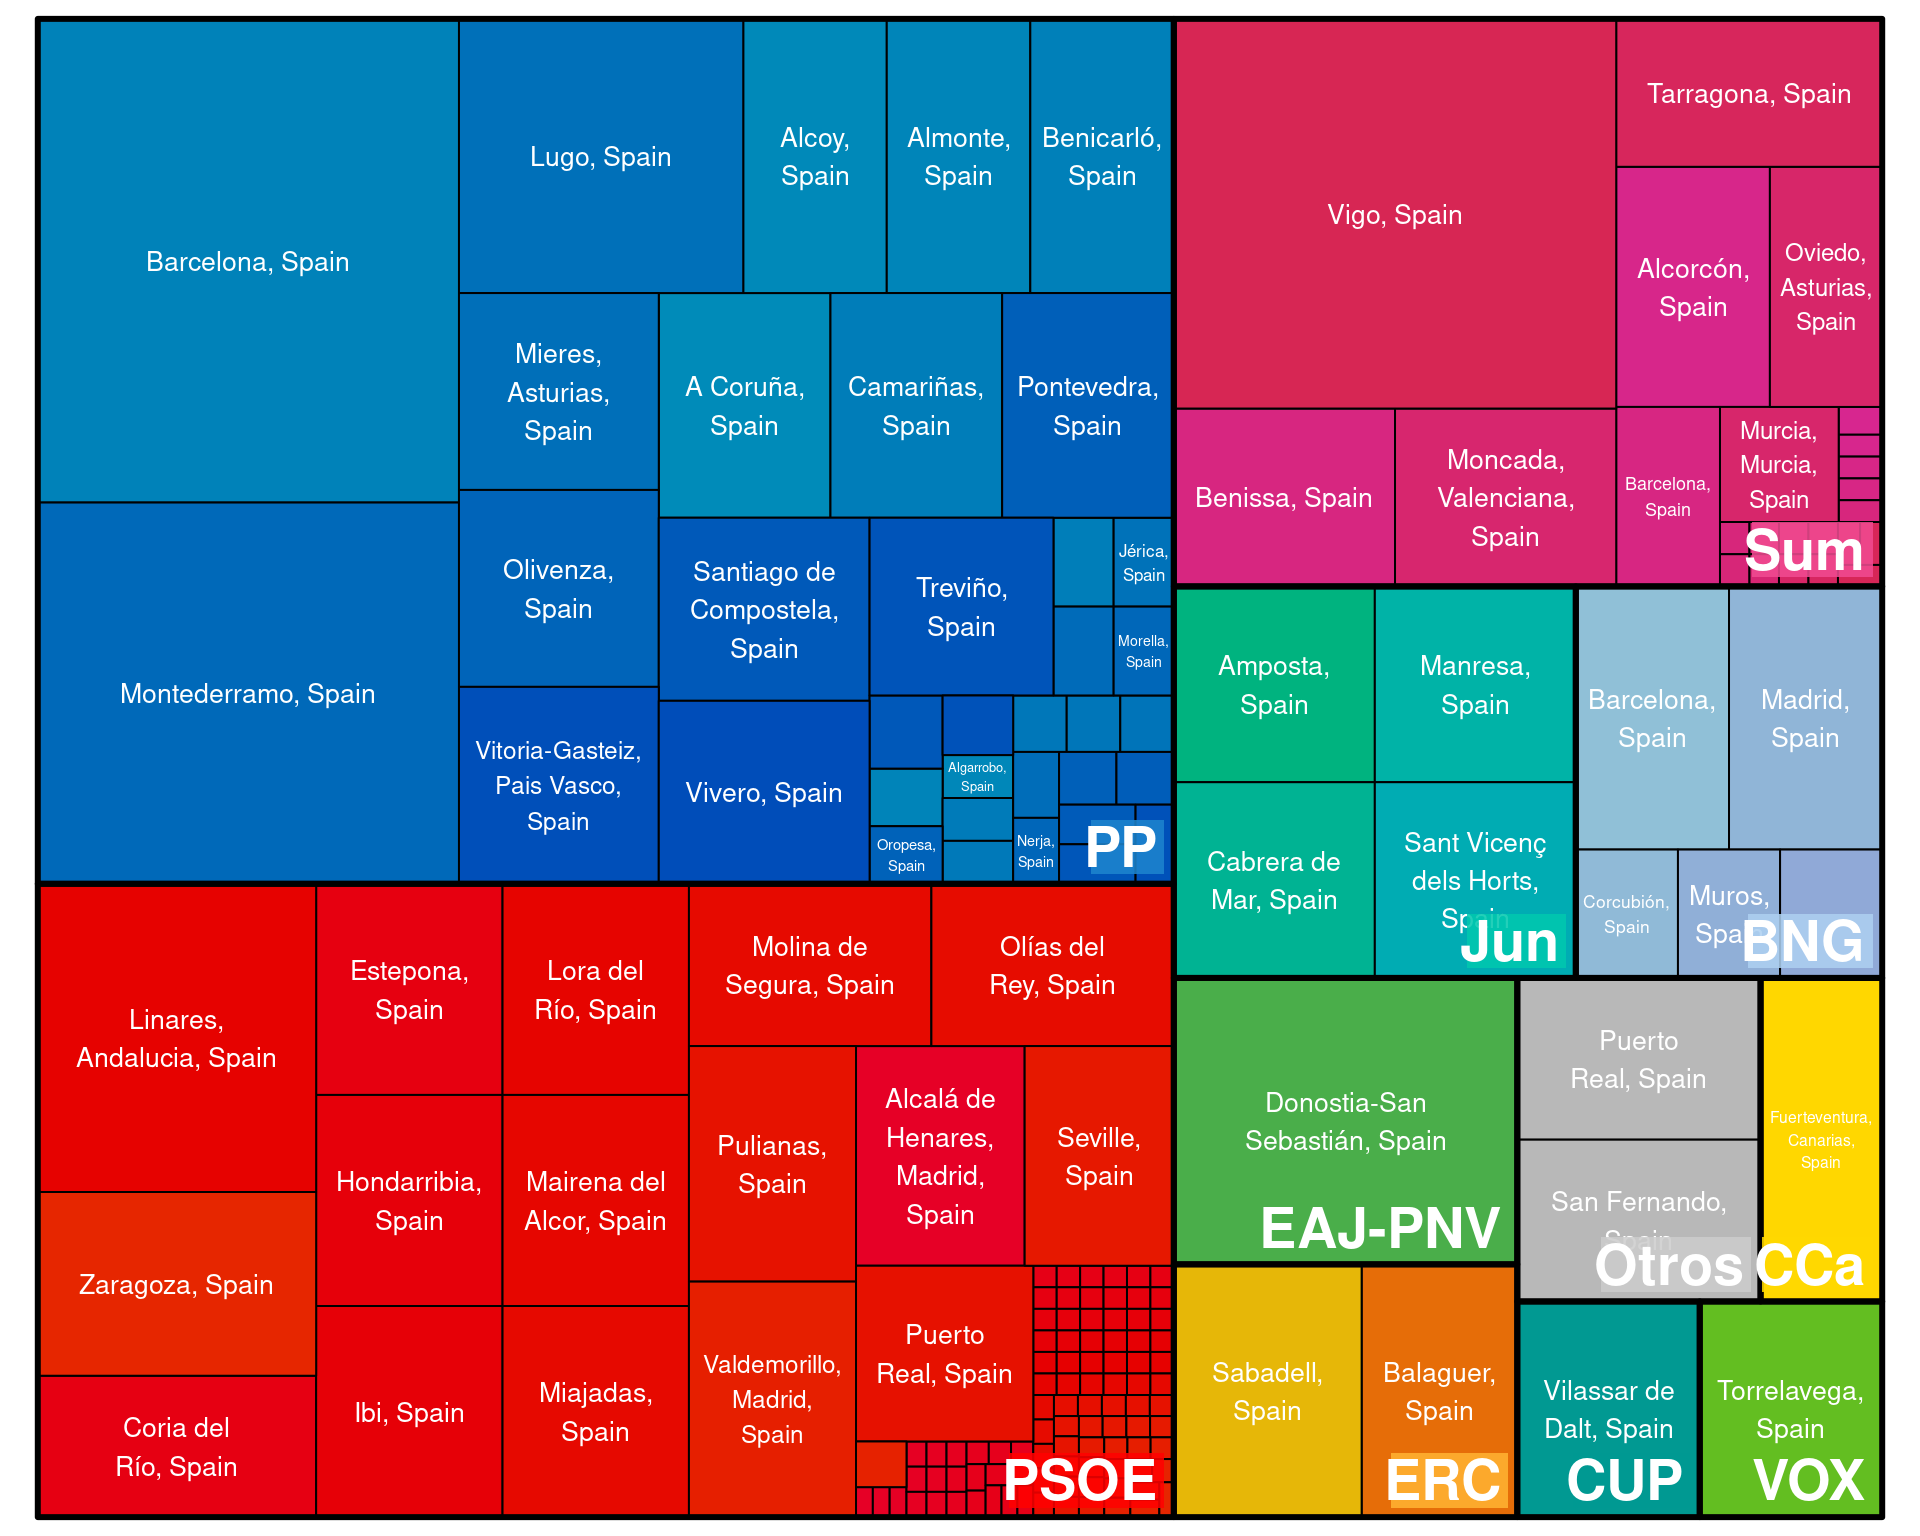 Barcelona, Spain
Lugo, Spain
Alcoy,
Spain
Almonte,
Spain
Benicarló,
Spain
Mieres,
Asturias,
Spain
A Coruña,
Spain
Camariñas,
Spain
Pontevedra,
Spain
Montederramo, Spain
Olivenza,
Spain
Santiago de
Compostela,
Spain
Treviño,
Spain
Jérica,
Spain
Morella,
Spain
Vitoria-Gasteiz,
Pais Vasco,
Spain
Vivero, Spain
Algarrobo,
Spain
Oropesa,
Spain
Nerja,
Spain
PP
Vigo, Spain
Tarragona, Spain
Alcorcón,
Spain
Oviedo,
Asturias,
Spain
Benissa, Spain
Moncada,
Valenciana,
Spain
Barcelona,
Spain
Murcia,
Murcia,
Spain
Sum
Amposta,
Spain
Manresa,
Spain
Cabrera de
Mar, Spain
Sant Vicenç
dels Horts,
Spain
Jun
Barcelona,
Spain
Madrid,
Spain
Corcubión,
Spain
Muros,
Spain
BNG
Linares,
Andalucia, Spain
Estepona,
Spain
Lora del
Río, Spain
Molina de
Segura, Spain
Olías del
Rey, Spain
Zaragoza, Spain
Hondarribia,
Spain
Mairena del
Alcor, Spain
Pulianas,
Spain
Alcalá de
Henares,
Madrid,
Spain
Seville,
Spain
Coria del
Río, Spain
Ibi, Spain
Miajadas,
Spain
Valdemorillo,
Madrid,
Spain
Puerto
Real, Spain
PSOE
Donostia-San
Sebastián, Spain
EAJ-PNV
Puerto
Real, Spain
San Fernando,
Spain
Otros
Fuerteventura,
Canarias,
Spain
CCa
Sabadell,
Spain
Balaguer,
Spain
ERC
Vilassar de
Dalt, Spain
CUP
Torrelavega,
Spain
VOX